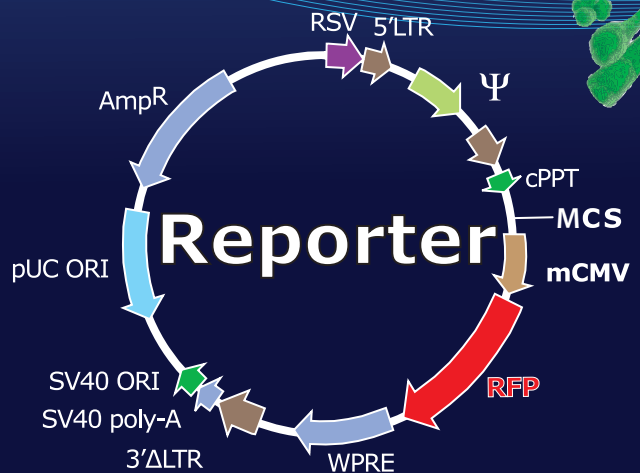 RSV
5'LTR
Ψ
cPPT
MCS
mCMV
RFP
WPRE
3'ΔLTR
SV40 poly-A
SV40 ORI
pUC ORI
AmpR
Reporter